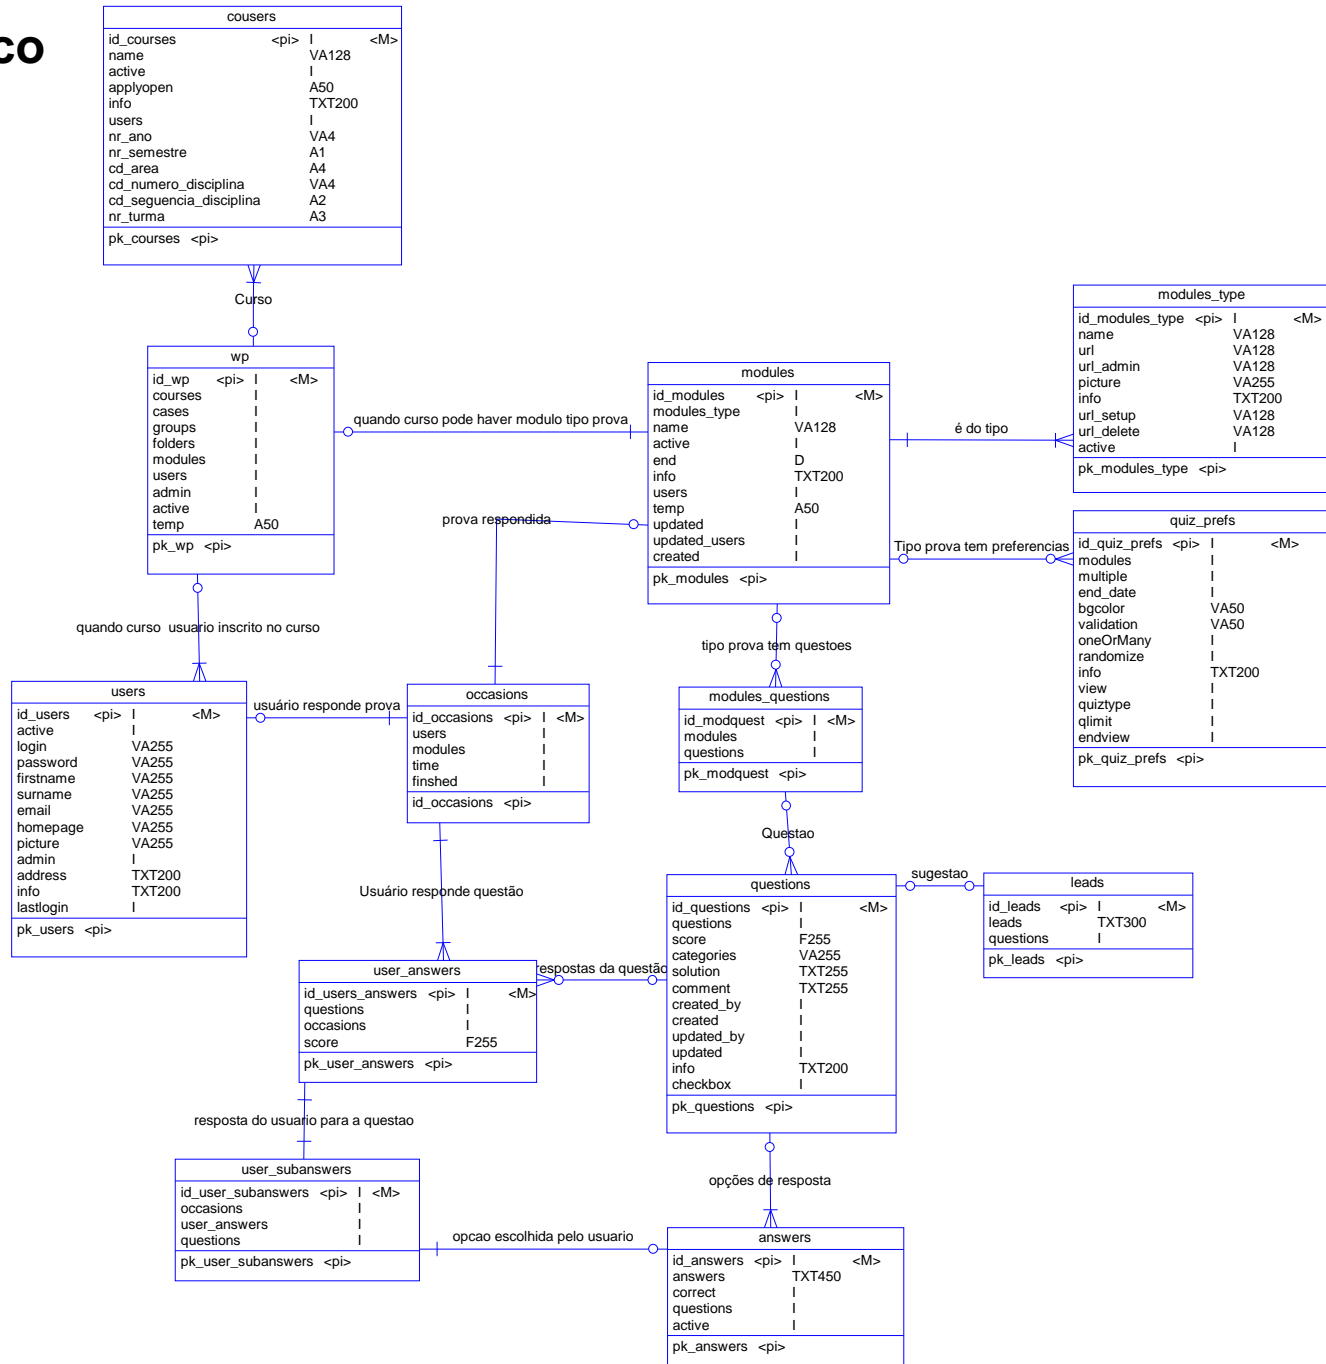 co
cousers
id_courses <pi> I <M>
name VA128
active I
applyopen A50
info TXT200
users I
nr_ano VA4
nr_semestre A1
cd_area A4
cd_numero_disciplina VA4
cd_seguencia_disciplina A2
nr_turma A3
pk_courses <pi>
Curso
wp
id_wp <pi> I <M>
courses I
cases I
groups I
folders I
modules I
users I
admin I
active I
temp A50
pk_wp <pi>
quando curso pode haver modulo tipo prova
modules
id_modules <pi> I <M>
modules_type I
name VA128
active I
end D
info TXT200
users I
temp A50
updated I
updated_users I
created I
pk_modules <pi>
é do tipo
modules_type
id_modules_type <pi> I <M>
name VA128
url VA128
url_admin VA128
picture VA255
info TXT200
url_setup VA128
url_delete VA128
active I
pk_modules_type <pi>
prova respondida
Tipo prova tem preferencias
quiz_prefs
id_quiz_prefs <pi> I <M>
modules I
multiple I
end_date I
bgcolor VA50
validation VA50
oneOrMany I
randomize I
info TXT200
view I
quiztype I
qlimit I
endview I
pk_quiz_prefs <pi>
quando curso usuario inscrito no curso
tipo prova tem questoes
users
id_users <pi> I <M>
active I
login VA255
password VA255
firstname VA255
surname VA255
email VA255
homepage VA255
picture VA255
admin I
address TXT200
info TXT200
lastlogin I
pk_users <pi>
usuário responde prova
occasions
id_occasions <pi> I <M>
users I
modules I
time I
finshed I
id_occasions <pi>
modules_questions
id_modquest <pi> I <M>
modules I
questions I
pk_modquest <pi>
Questao
Usuário responde questão
questions
id_questions <pi> I <M>
questions I
score F255
categories VA255
solution TXT255
comment TXT255
created_by I
created I
updated_by I
updated I
info TXT200
checkbox I
pk_questions <pi>
sugestao
leads
id_leads <pi> I <M>
leads TXT300
questions I
pk_leads <pi>
respostas da questão
user_answers
id_users_answers <pi> I <M>
questions I
occasions I
score F255
pk_user_answers <pi>
resposta do usuario para a questao
user_subanswers
id_user_subanswers <pi> I <M>
occasions I
user_answers I
questions I
pk_user_subanswers <pi>
opções de resposta
opcao escolhida pelo usuario
answers
id_answers <pi> I <M>
answers TXT450
correct I
questions I
active I
pk_answers <pi>